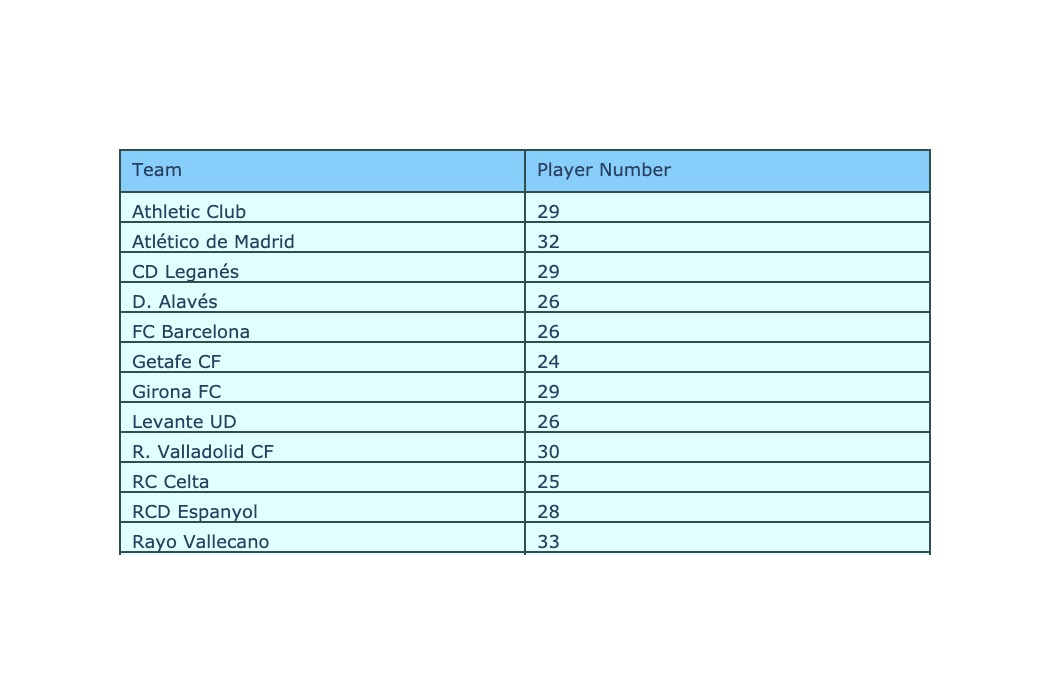 Team Player Number
Athletic Club 29
Atlético de Madrid 32
CD Leganés 29
D. Alavés 26
FC Barcelona 26
Getafe CF 24
Girona FC 29
Levante UD 26
R. Valladolid CF 30
RC Celta 25
RCD Espanyol 28
Rayo Vallecano 33